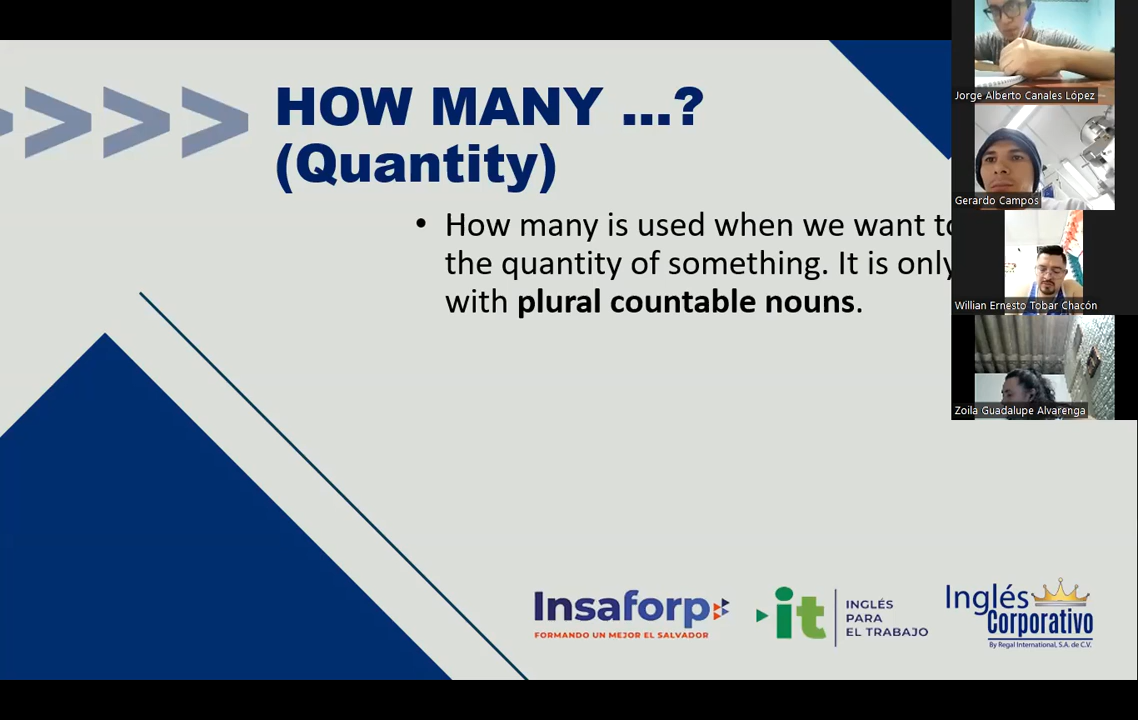 HOW MANY ...?
(Quantity)
• How many is used when we want
the quantity of something. It is only
with plural countable nouns.
Jorge Alberto Canales López
Gerardo Campos
Willian Ernesto Tobar Chacón
Zoila Guadalupe Alvarenga
Insaforp
FORMANDO UN MEJOR EL SALVADOR
it
INGLÉS
PARA
EL TRABAJO
Inglés
Corporativo
By Regal International, S.A. de C.V.